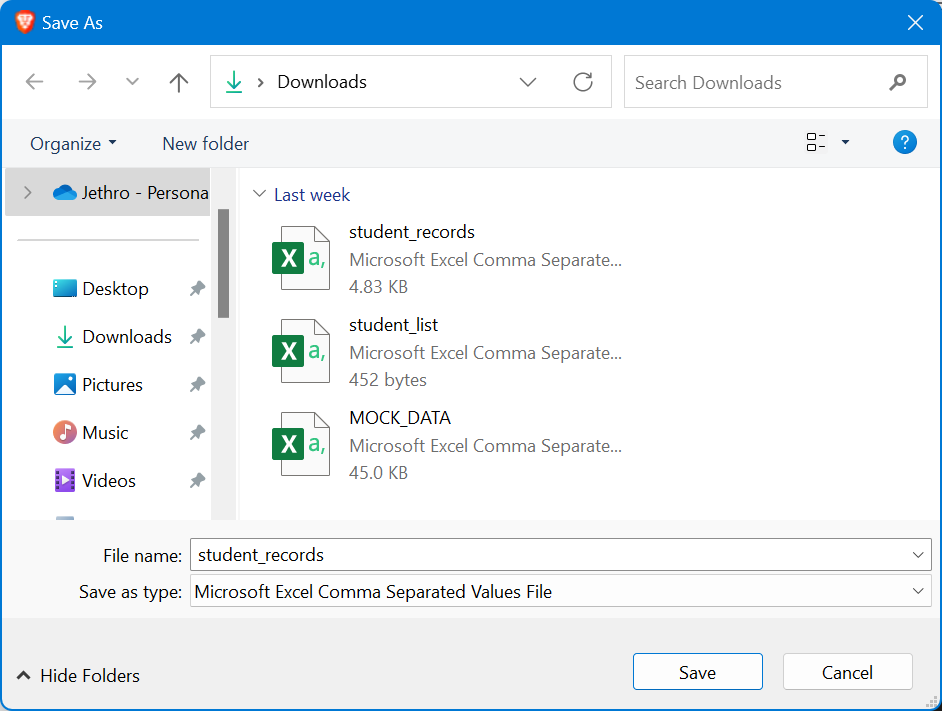 Save As
Downloads
Search Downloads
Organize
New folder
?
Jethro - Persona
Desktop
Downloads
Pictures
Music
Videos
Last week
student_records
Microsoft Excel Comma Separate...
4.83 KB
student_list
Microsoft Excel Comma Separate...
452 bytes
MOCK_DATA
Microsoft Excel Comma Separate...
45.0 KB
File name: student_records
Save as type: Microsoft Excel Comma Separated Values File
Hide Folders
Save
Cancel